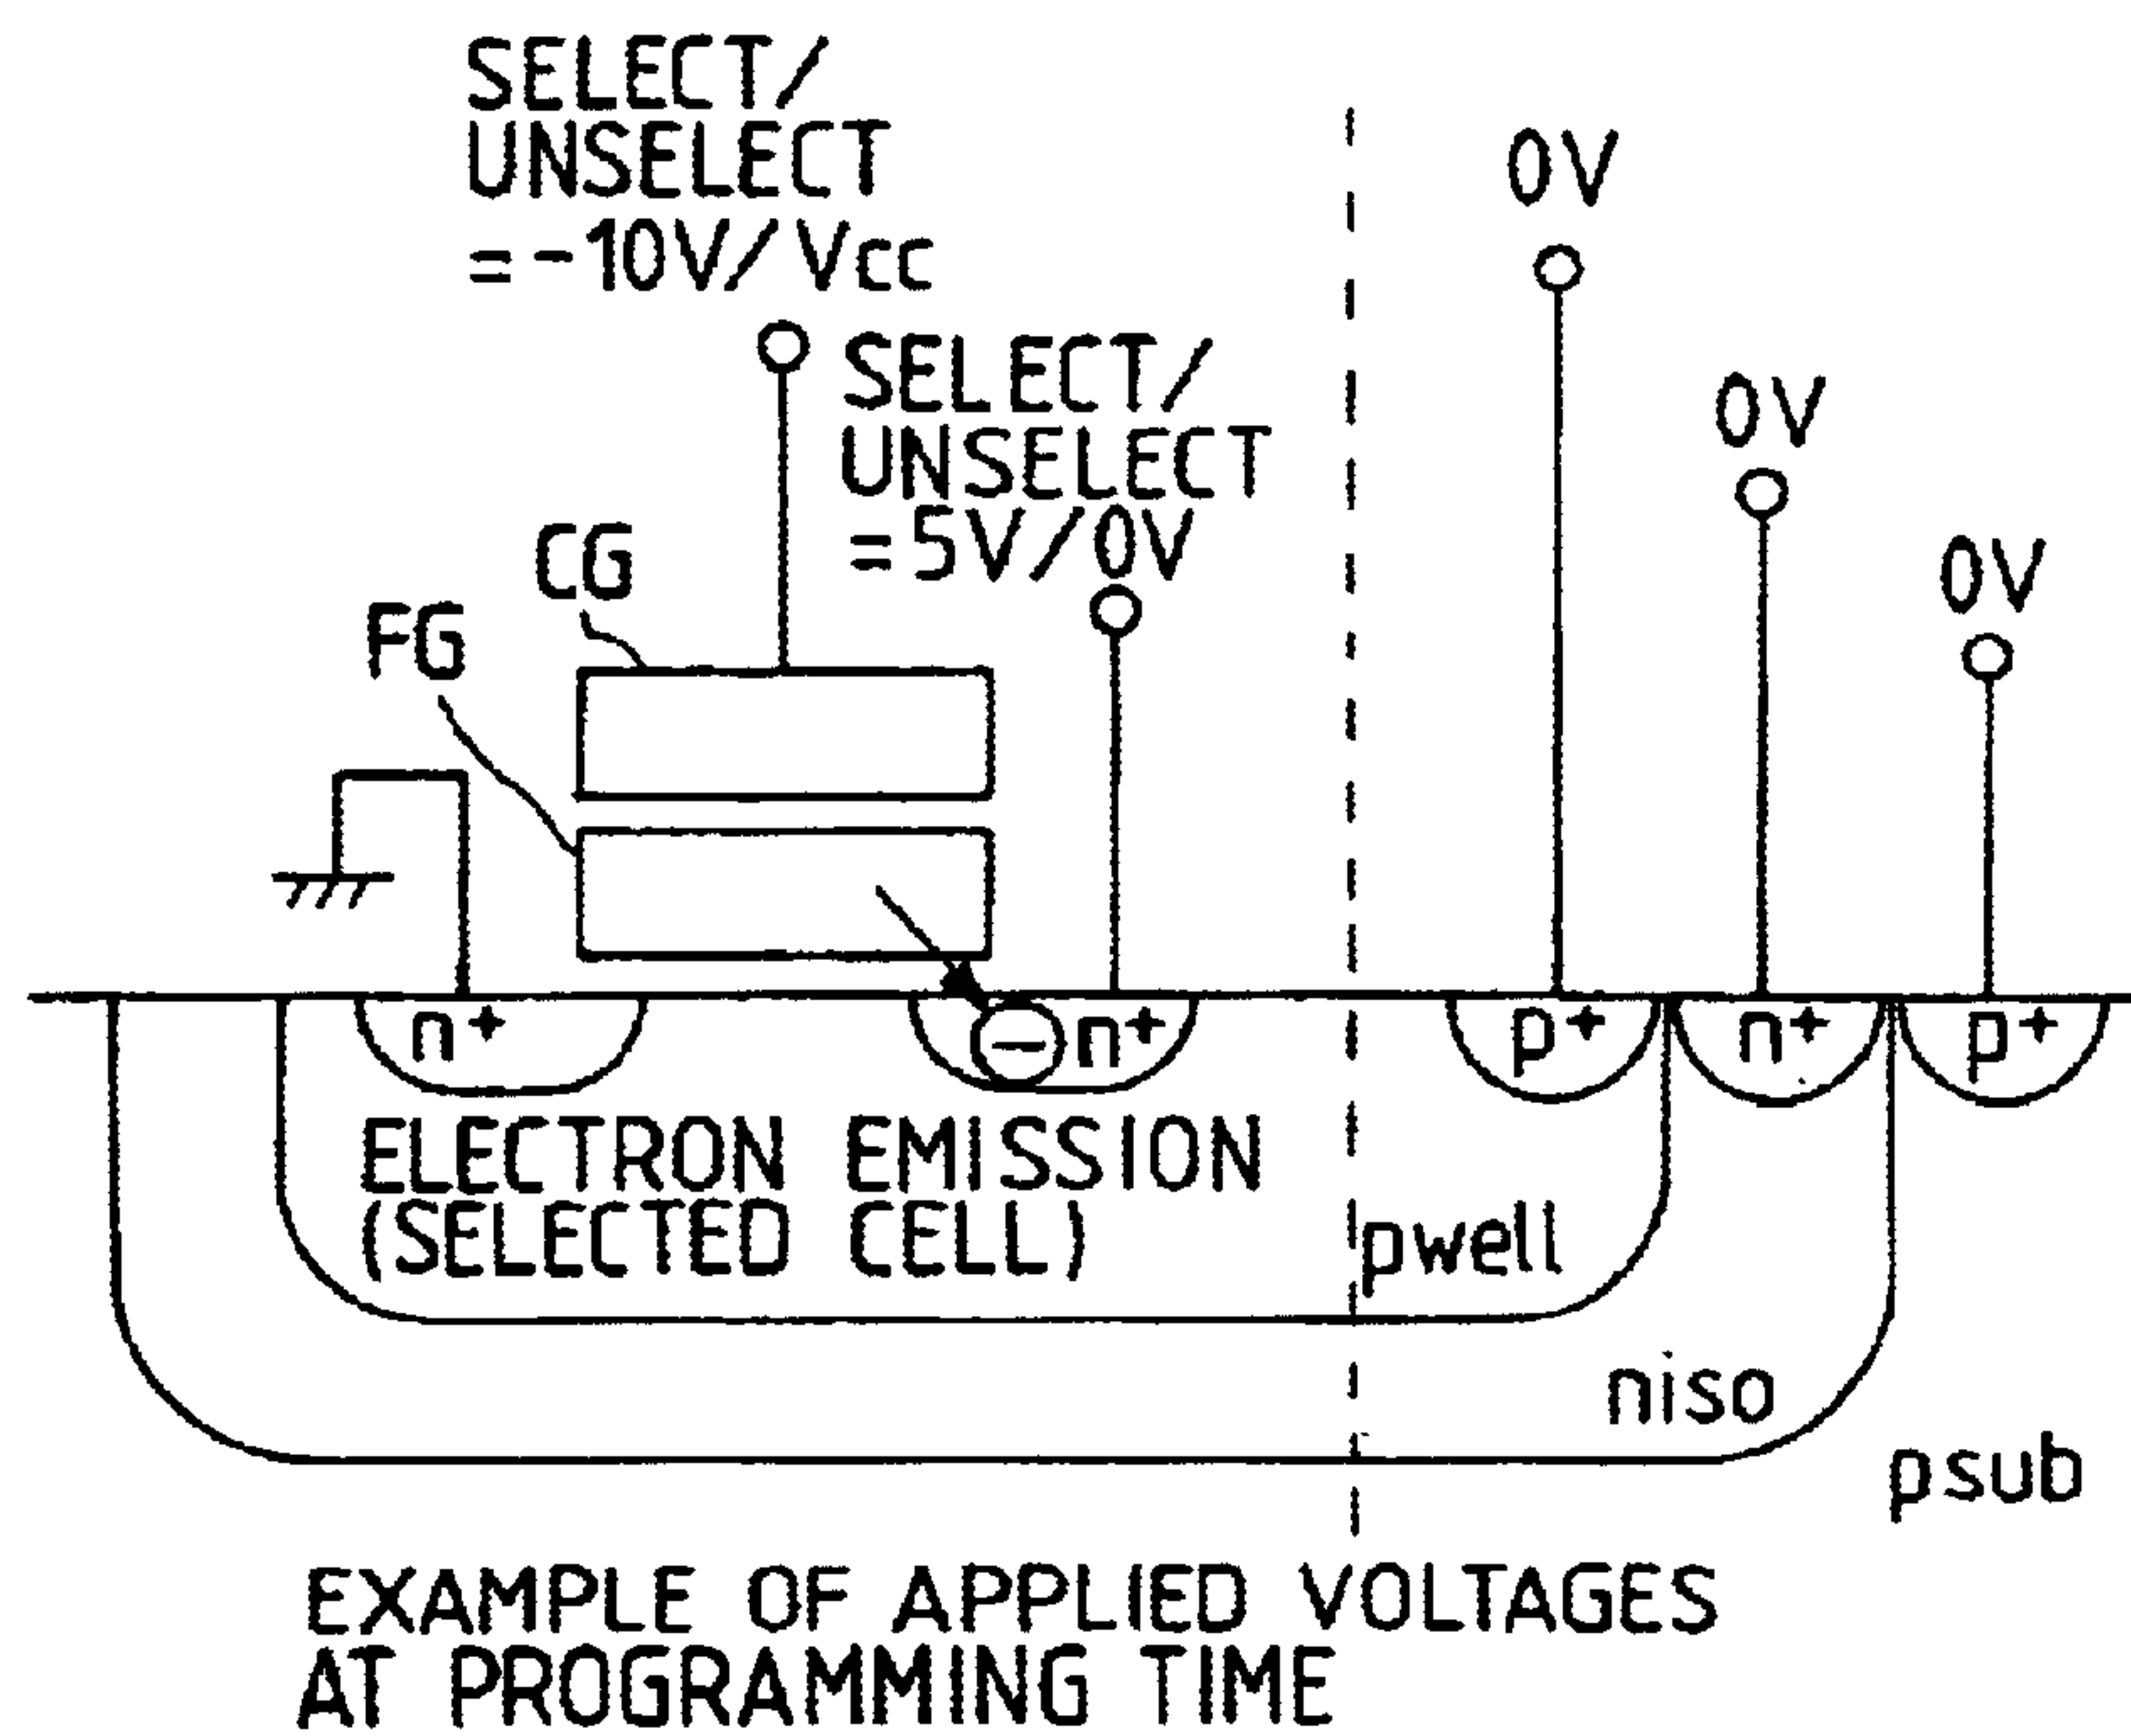 SELECT/
UNSELECT
=-10V/Vcc
SELECT/
UNSELECT
=5V/0V
0V
0V
0V
CG
FG
n+
⊖ n+
p+
n+
p+
ELECTRON EMISSION
(SELECTED CELL)
pwell
niso
psub
EXAMPLE OF APPLIED VOLTAGES
AT PROGRAMMING TIME